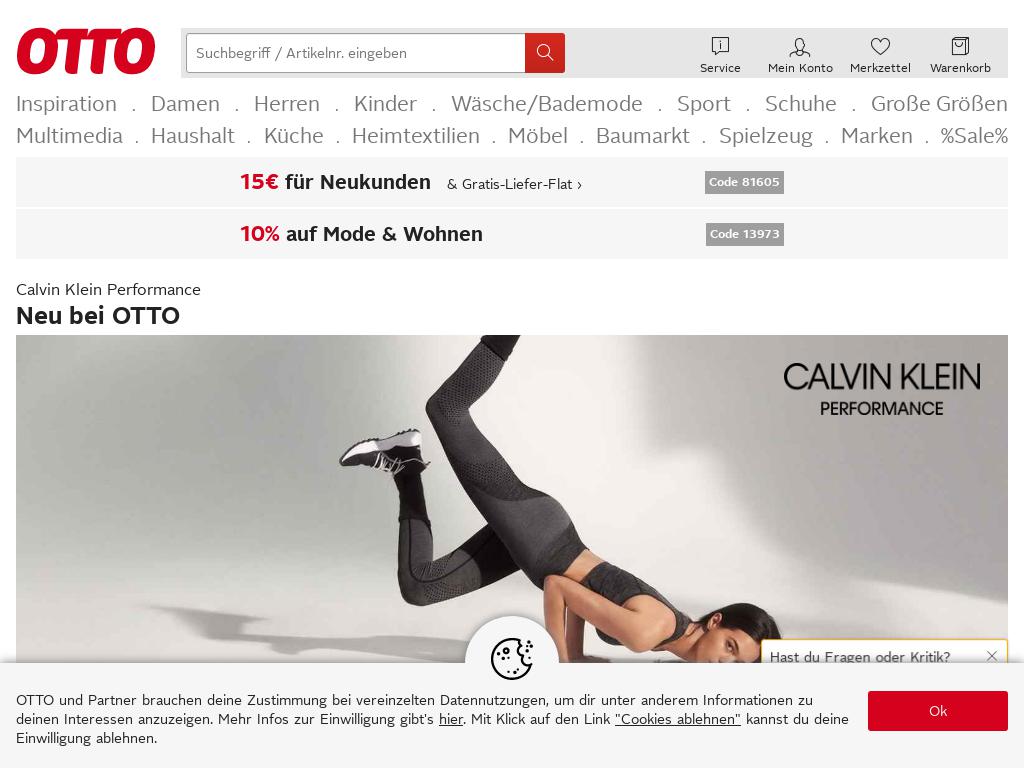 OTTO
Suchbegriff / Artikelnr. eingeben
Service
Mein Konto
Merkzettel
Warenkorb
Inspiration . Damen . Herren . Kinder . Wäsche/Bademode . Sport . Schuhe . Große Größen
Multimedia . Haushalt . Küche . Heimtextilien . Möbel . Baumarkt . Spielzeug . Marken . %Sale%
15€ für Neukunden & Gratis-Liefer-Flat › Code 81605
10% auf Mode & Wohnen Code 13973
Calvin Klein Performance
Neu bei OTTO
CALVIN KLEIN
PERFORMANCE
Hast du Fragen oder Kritik?
OTTO und Partner brauchen deine Zustimmung bei vereinzelten Datennutzungen, um dir unter anderem Informationen zu
deinen Interessen anzuzeigen. Mehr Infos zur Einwilligung gibt's hier. Mit Klick auf den Link "Cookies ablehnen" kannst du deine
Einwilligung ablehnen.
Ok